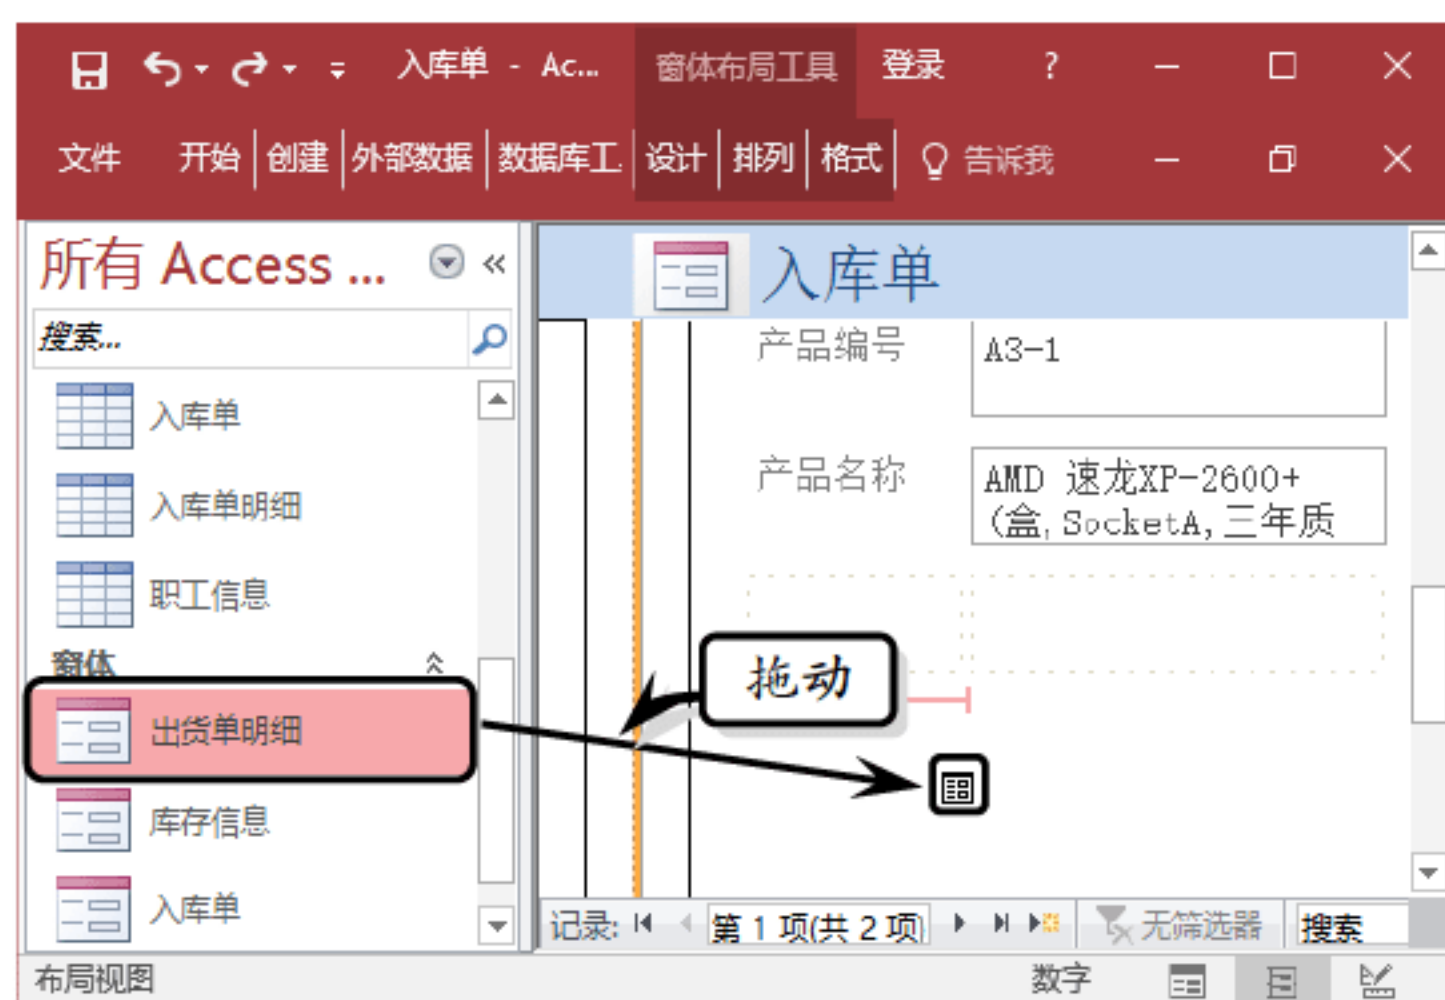 入库单 - Ac... 窗体布局工具 登录 ?
文件 开始 创建 外部数据 数据库工 设计 排列 格式 告诉我
所有 Access ... «
搜索...
入库单
入库单明细
职工信息
窗体
出货单明细
库存信息
入库单
入库单
产品编号 A3-1
产品名称 AMD 速龙XP-2600+
(盒,SocketA,三年质
拖动
记录: 第 1 项(共 2 项) 无筛选器 搜索
布局视图 数字